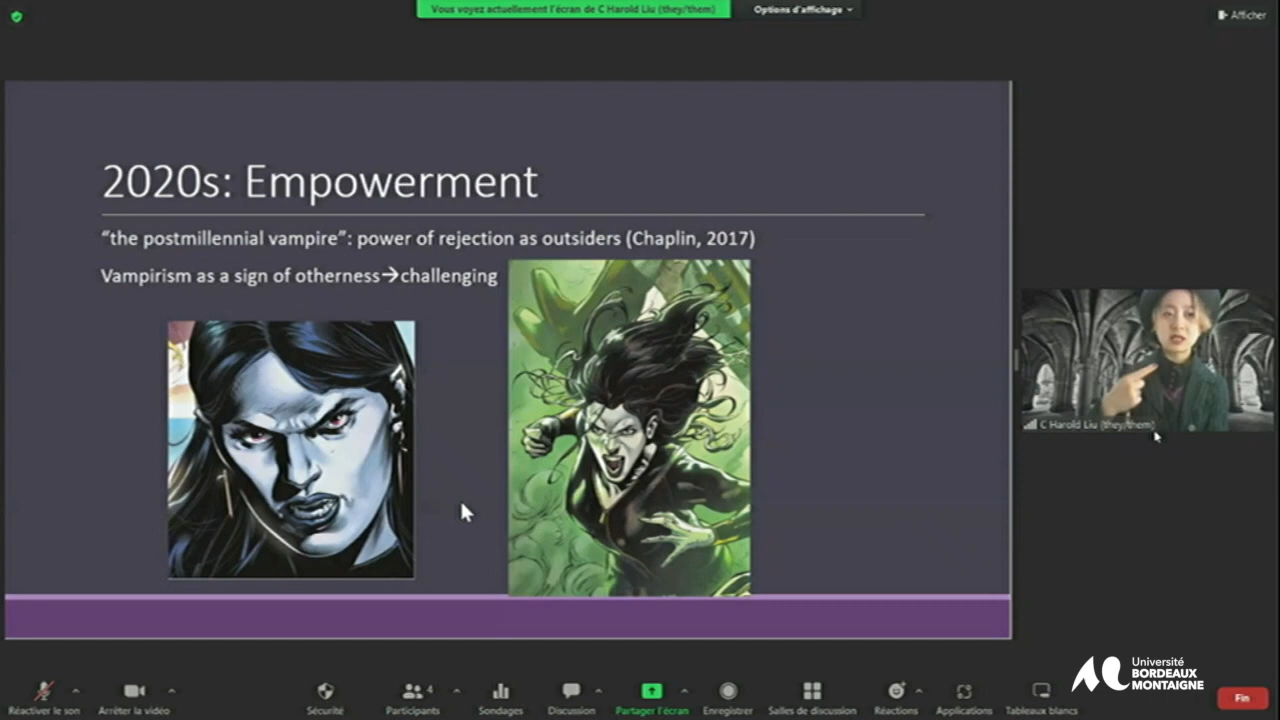 Vous voyez actuellement l'écran de C Harold Liu (they/them)
Options d'affichage
Afficher
2020s: Empowerment
“the postmillennial vampire”: power of rejection as outsiders (Chaplin, 2017)
Vampirism as a sign of otherness→challenging
C Harold Liu (they/them)
Université
BORDEAUX
MONTAIGNE
4
Réactiver le son
Arrêter la vidéo
Sécurité
Participants
Sondages
Discussion
Partager l'écran
Enregistrer
Salles de discussion
Réactions
Applications
Tableaux blancs
Fin